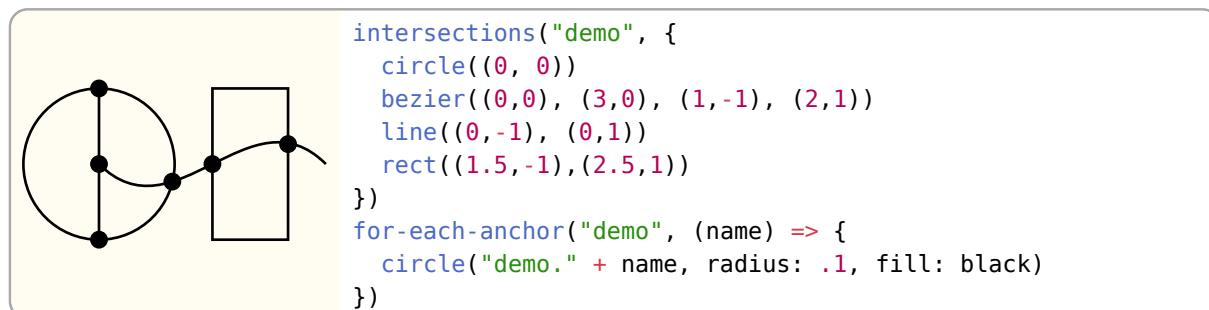 intersections("demo", {
  circle((0, 0))
  bezier((0,0), (3,0), (1,-1), (2,1))
  line((0,-1), (0,1))
  rect((1.5,-1),(2.5,1))
})
for-each-anchor("demo", (name) => {
  circle("demo." + name, radius: .1, fill: black)
})